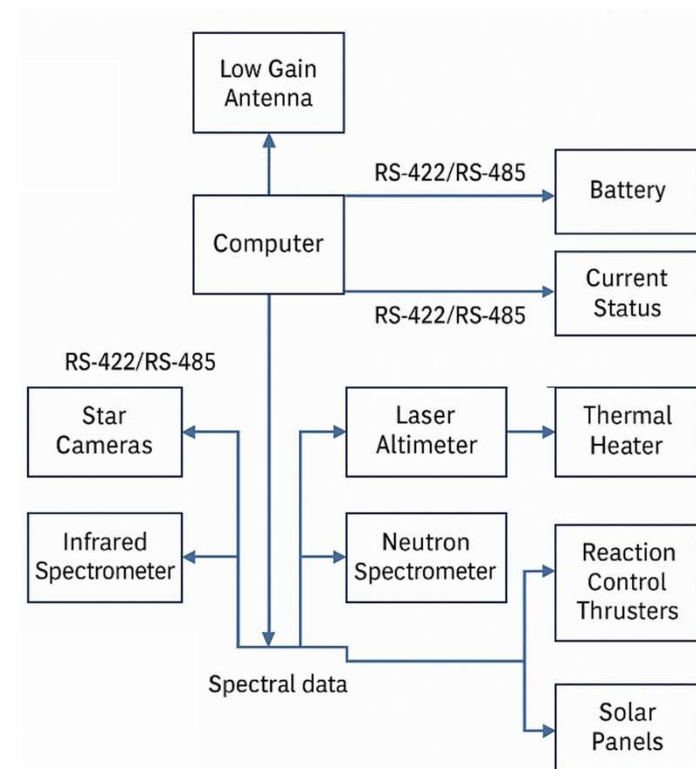 Low Gain
Antenna
RS-422/RS-485
Battery
Computer
Current
Status
RS-422/RS-485
RS-422/RS-485
Star
Cameras
Laser
Altimeter
Thermal
Heater
Infrared
Spectrometer
Neutron
Spectrometer
Reaction
Control
Thrusters
Spectral data
Solar
Panels